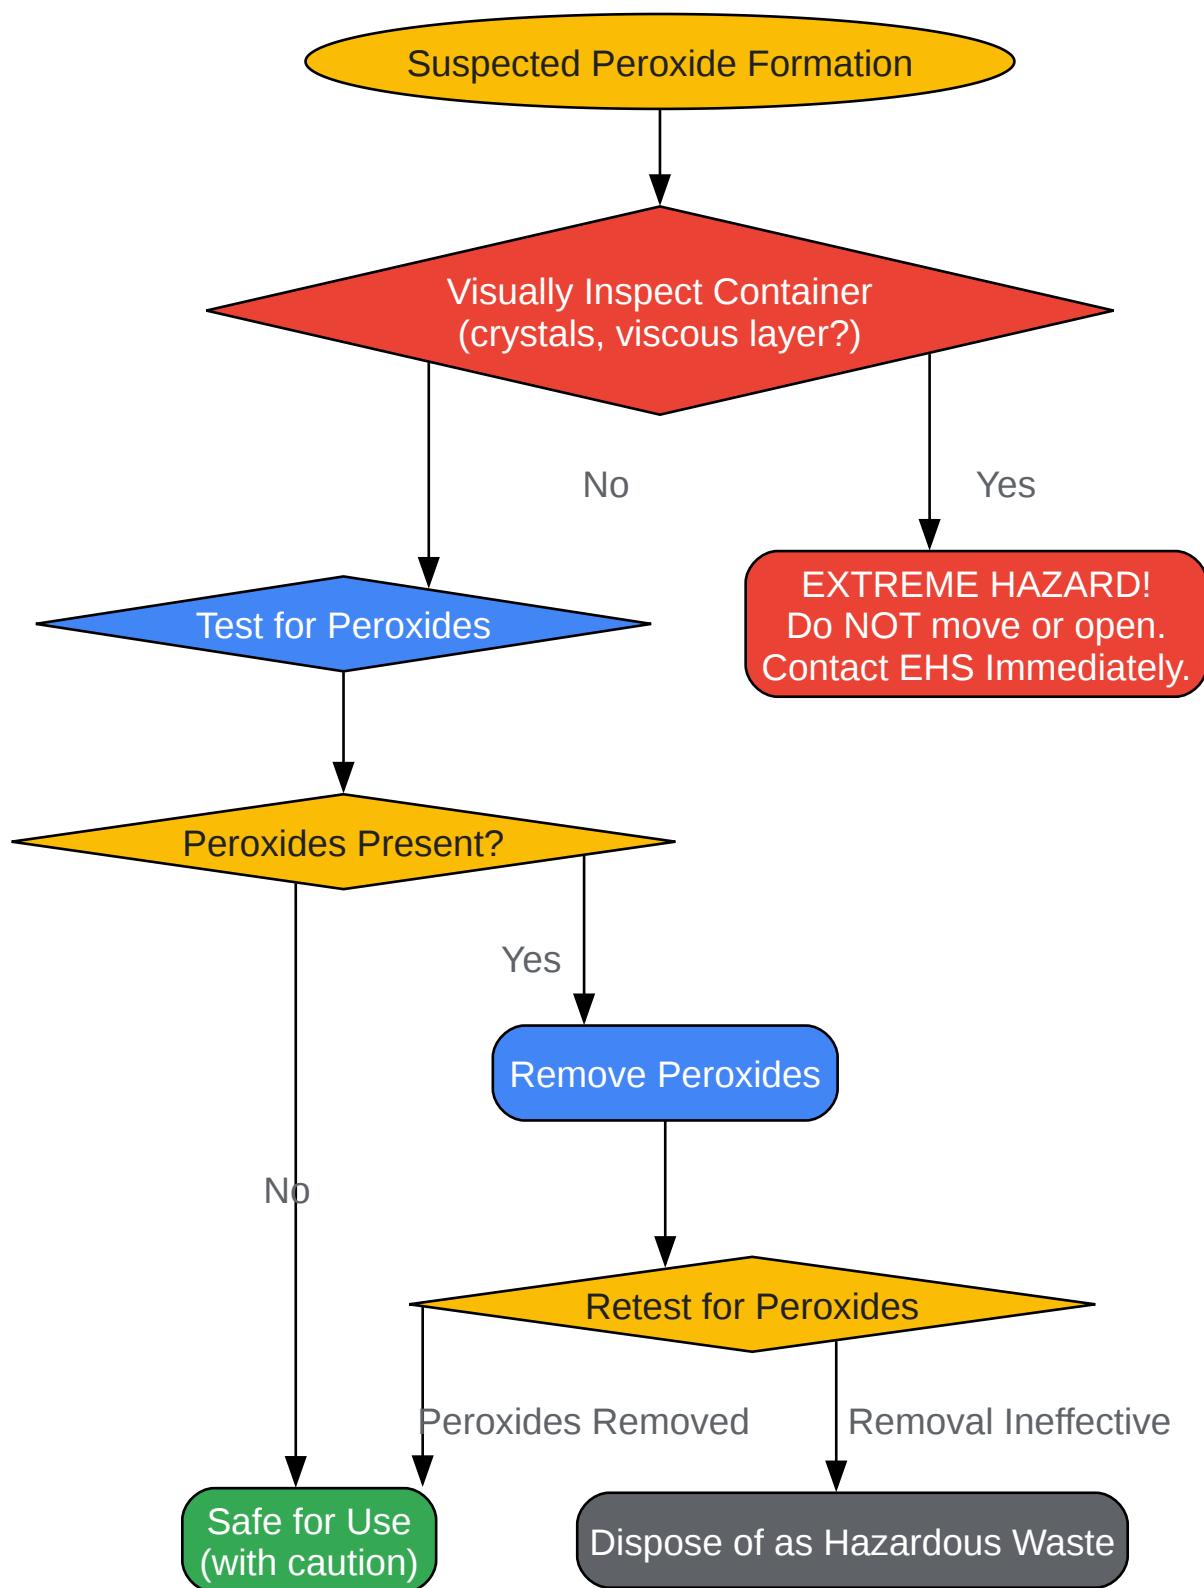 Suspected Peroxide Formation
Visually Inspect Container
(crystals, viscous layer?)
No
Yes
EXTREME HAZARD!
Do NOT move or open.
Contact EHS Immediately.
Test for Peroxides
Peroxides Present?
Yes
Remove Peroxides
No
Retest for Peroxides
Peroxides Removed
Removal Ineffective
Safe for Use
(with caution)
Dispose of as Hazardous Waste